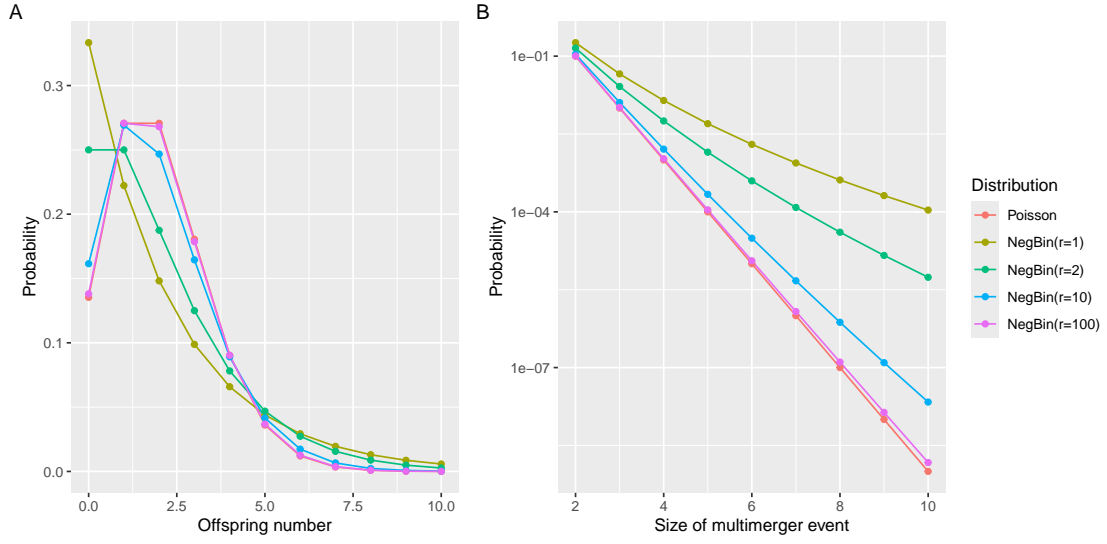 A
Probability
0.3
0.2
0.1
0.0
0.0 2.5 5.0 7.5 10.0
Offspring number
B
Probability
1e−01
1e−04
1e−07
2 4 6 8 10
Size of multimerger event
Distribution
Poisson
NegBin(r=1)
NegBin(r=2)
NegBin(r=10)
NegBin(r=100)